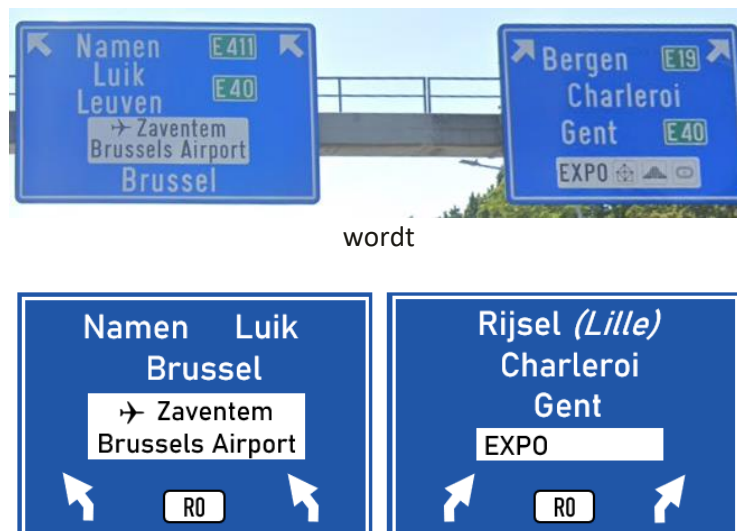 Namen E411
Luik
Leuven E40
Zaventem
Brussels Airport
Brussel
Bergen E19
Charleroi
Gent E40
EXPO
wordt
Namen Luik
Brussel
Zaventem
Brussels Airport
R0
Rijsel (Lille)
Charleroi
Gent
EXPO
R0